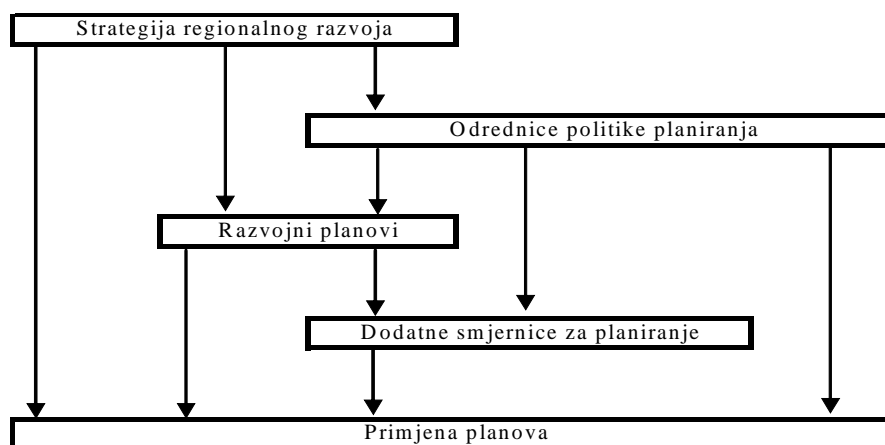 Strategija regionalnog razvoja
Odrednice politike planiranja
Razvojni planovi
Dodatne smjernice za planiranje
Primjena planova